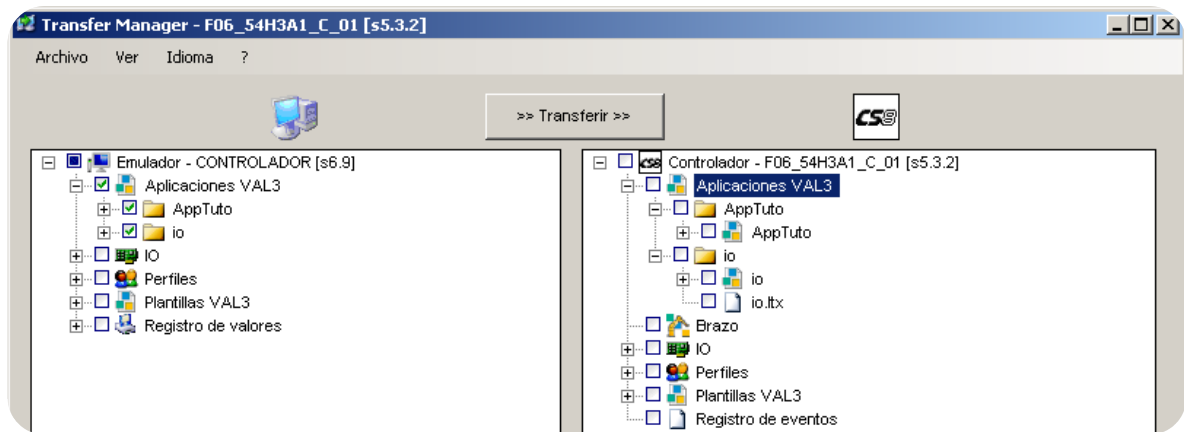 Transfer Manager - F06_54H3A1_C_01 [s5.3.2]
Archivo Ver Idioma ?
>> Transferir >>
CS8
Emulador - CONTROLADOR [s6.9]
Aplicaciones VAL3
AppTuto
io
IO
Perfiles
Plantillas VAL3
Registro de valores
CS8 Controlador - F06_54H3A1_C_01 [s5.3.2]
Aplicaciones VAL3
AppTuto
AppTuto
io
io
io.ltx
Brazo
IO
Perfiles
Plantillas VAL3
Registro de eventos